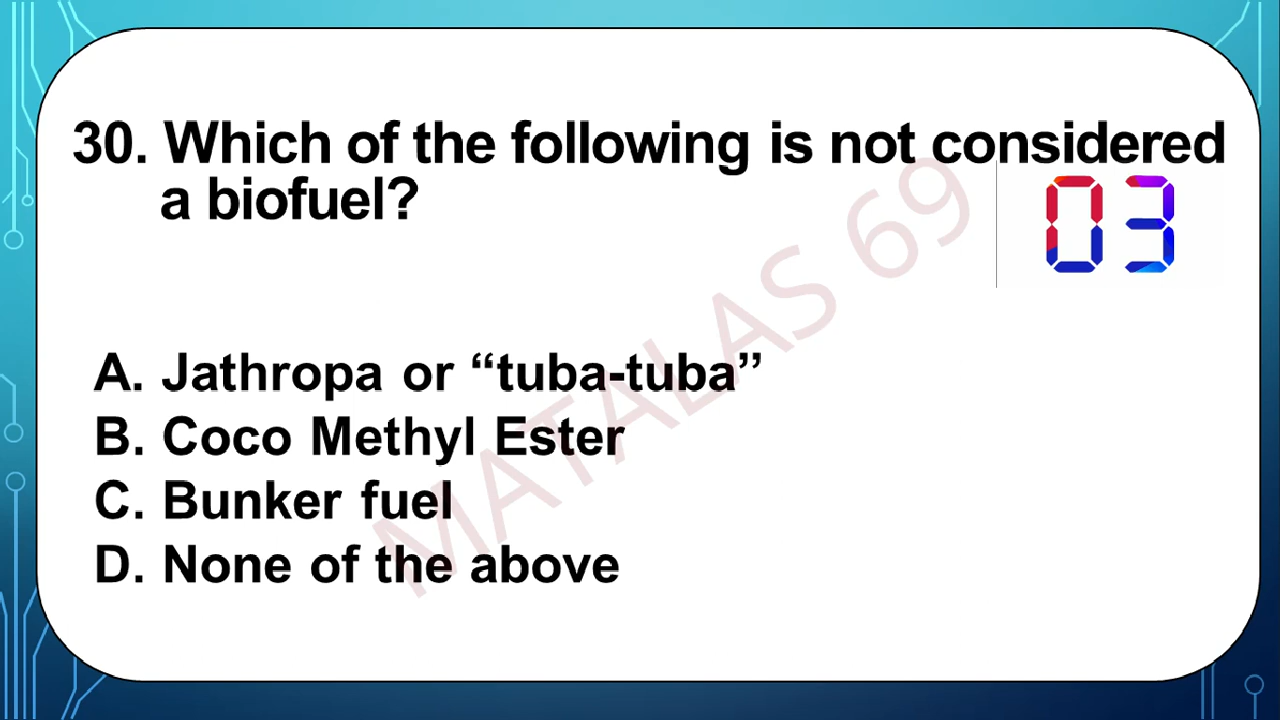 30. Which of the following is not considered
a biofuel?
03
A. Jathropa or “tuba-tuba”
B. Coco Methyl Ester
C. Bunker fuel
D. None of the above
MATALAS 69